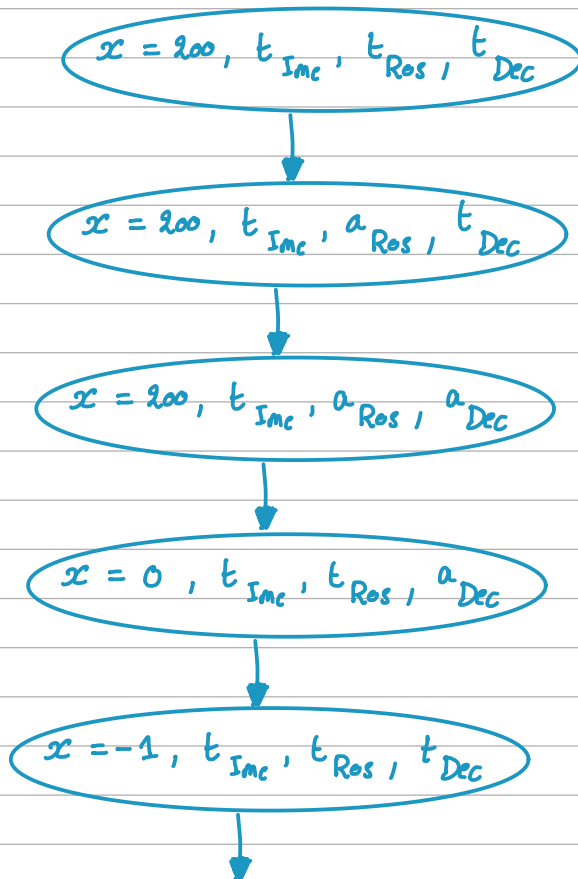 x = 200, t Inc, t Res, t Dec
x = 200, t Inc, a Res, t Dec
x = 200, t Inc, a Res, a Dec
x = 0, t Inc, t Res, a Dec
x = -1, t Inc, t Res, t Dec